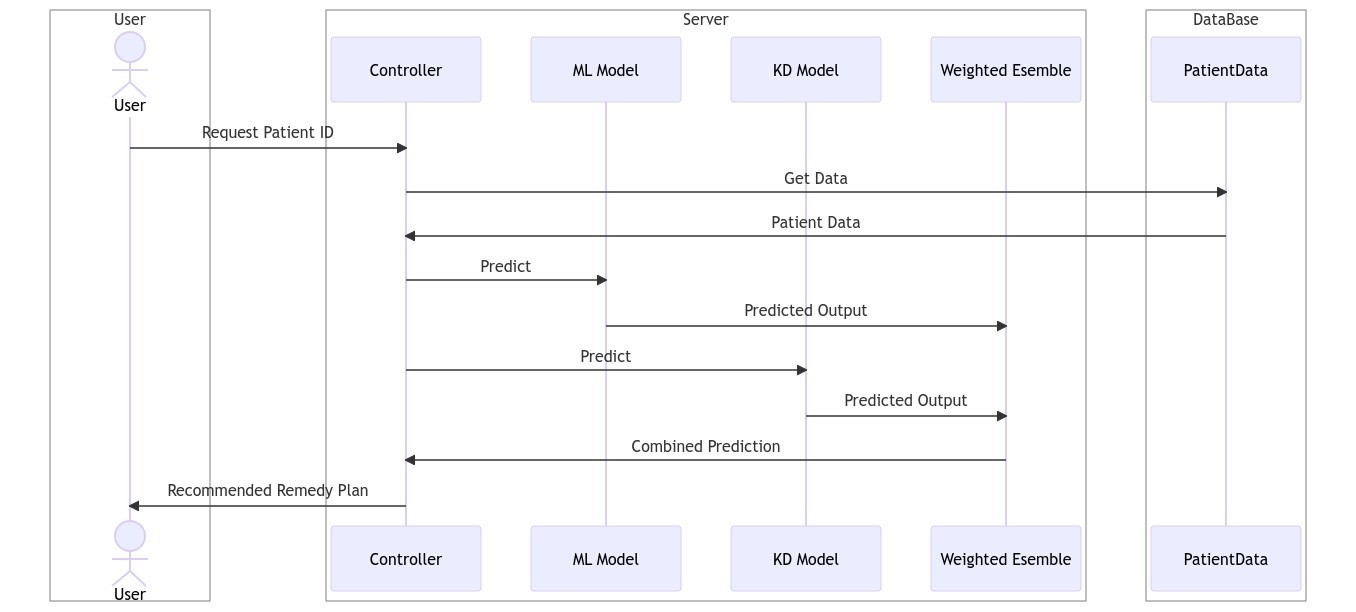 User
Server
DataBase
User
Controller
ML Model
KD Model
Weighted Esemble
PatientData
Request Patient ID
Get Data
Patient Data
Predict
Predicted Output
Predict
Predicted Output
Combined Prediction
Recommended Remedy Plan
User
Controller
ML Model
KD Model
Weighted Esemble
PatientData